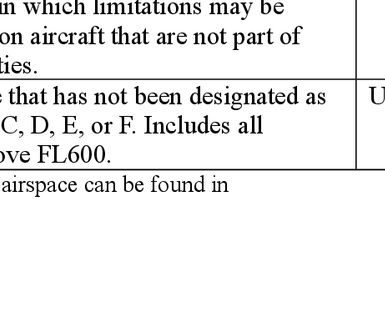 in which limitations may be
on aircraft that are not part of
ties.
e that has not been designated as
C, D, E, or F. Includes all
ove FL600.
U
airspace can be found in